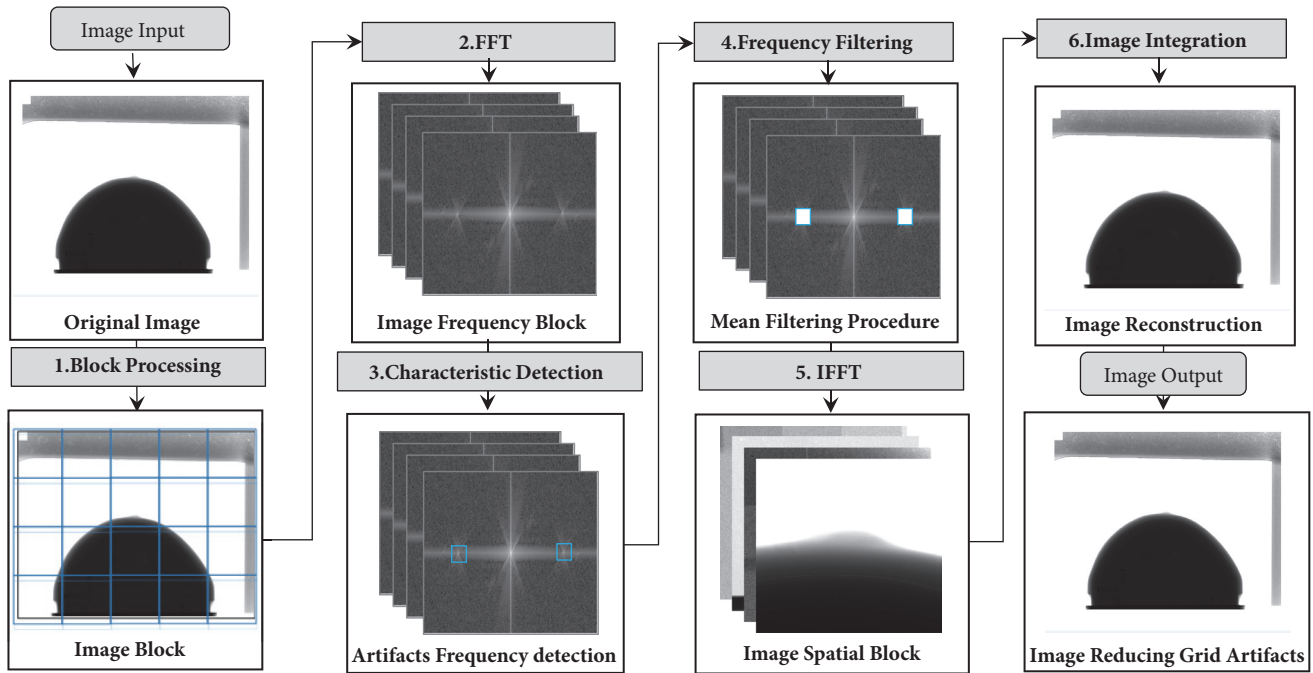 Image Input
Original Image
1.Block Processing
Image Block
2.FFT
Image Frequency Block
3.Characteristic Detection
Artifacts Frequency detection
4.Frequency Filtering
Mean Filtering Procedure
5. IFFT
Image Spatial Block
6.Image Integration
Image Reconstruction
Image Output
Image Reducing Grid Artifacts